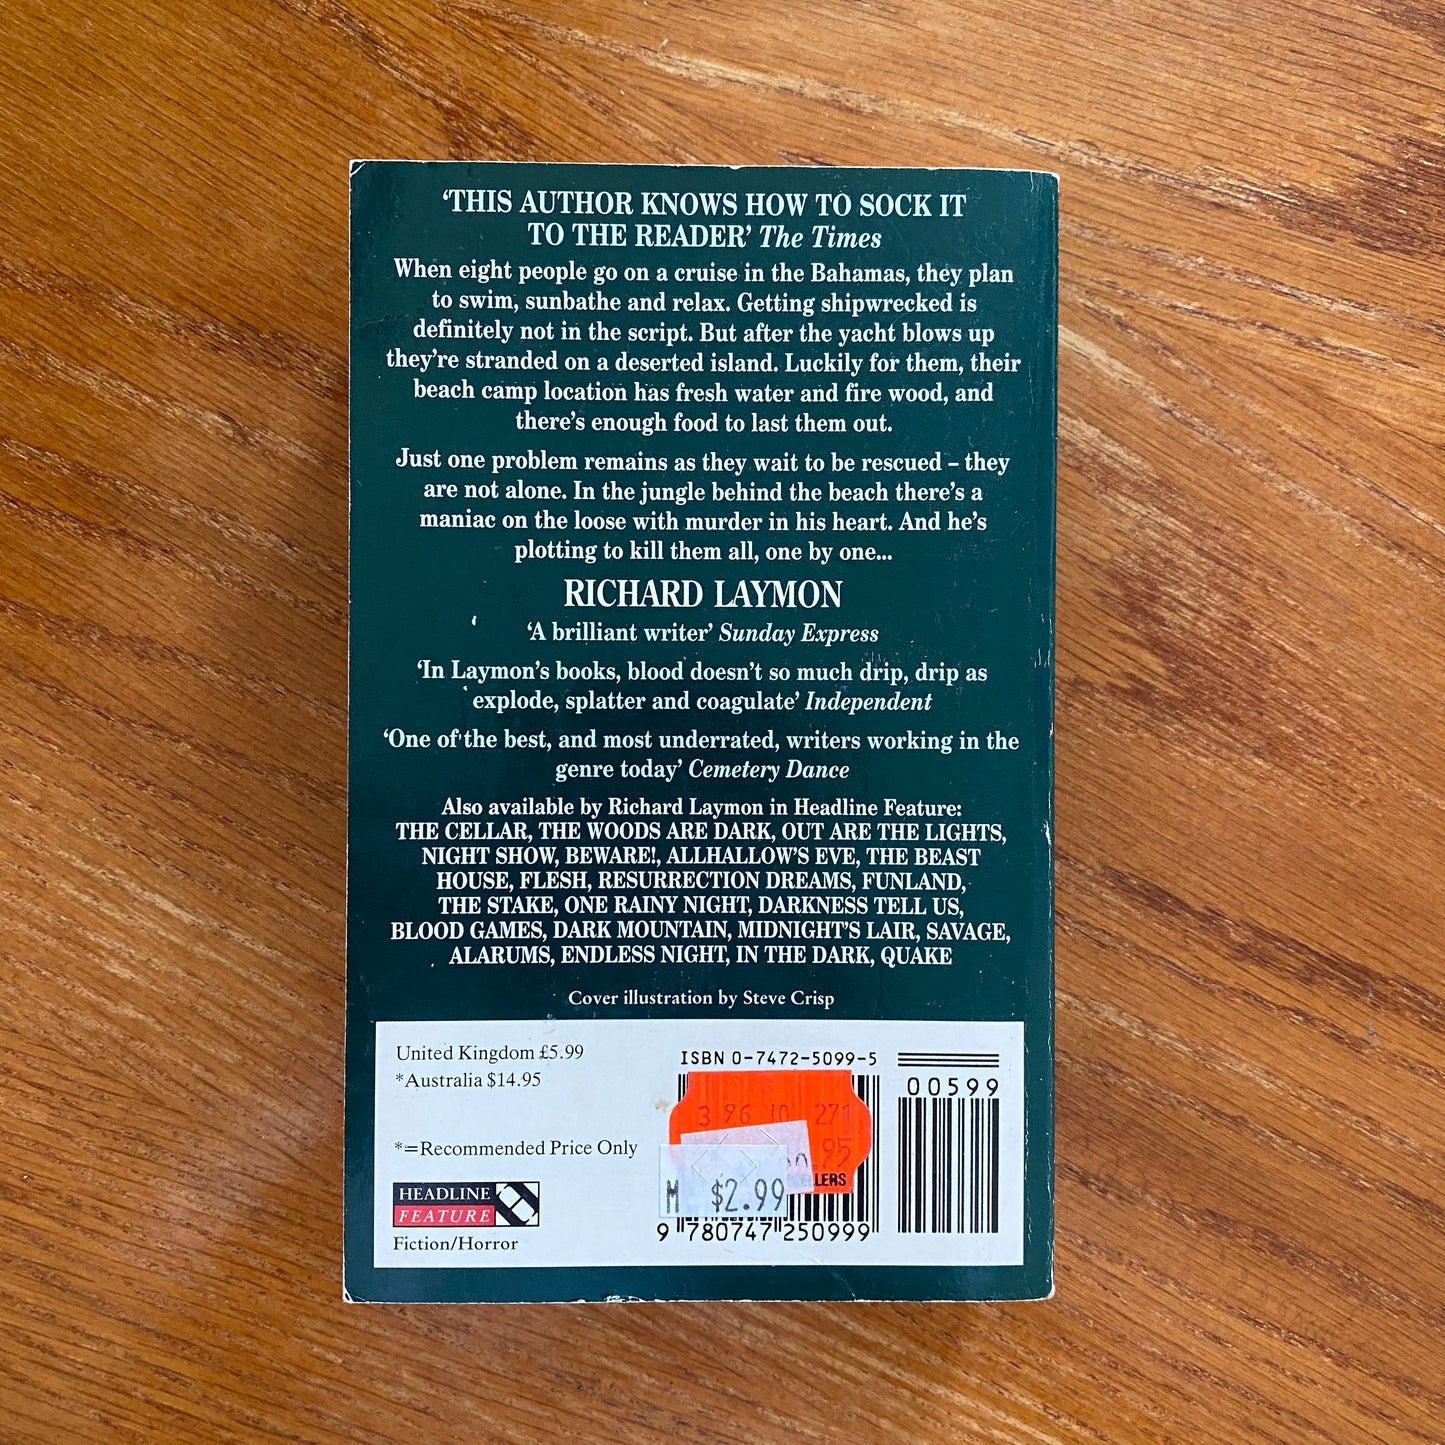 ‘THIS AUTHOR KNOWS HOW TO SOCK IT
TO THE READER’ The Times
When eight people go on a cruise in the Bahamas, they plan
to swim, sunbathe and relax. Getting shipwrecked is
definitely not in the script. But after the yacht blows up
they’re stranded on a deserted island. Luckily for them, their
beach camp location has fresh water and fire wood, and
there’s enough food to last them out.
Just one problem remains as they wait to be rescued – they
are not alone. In the jungle behind the beach there’s a
maniac on the loose with murder in his heart. And he’s
plotting to kill them all, one by one...
RICHARD LAYMON
‘A brilliant writer’ Sunday Express
‘In Laymon’s books, blood doesn’t so much drip, drip as
explode, splatter and coagulate’ Independent
‘One of the best, and most underrated, writers working in the
genre today’ Cemetery Dance
Also available by Richard Laymon in Headline Feature:
THE CELLAR, THE WOODS ARE DARK, OUT ARE THE LIGHTS,
NIGHT SHOW, BEWARE!, ALLHALLOW’S EVE, THE BEAST
HOUSE, FLESH, RESURRECTION DREAMS, FUNLAND,
THE STAKE, ONE RAINY NIGHT, DARKNESS TELL US,
BLOOD GAMES, DARK MOUNTAIN, MIDNIGHT’S LAIR, SAVAGE,
ALARUMS, ENDLESS NIGHT, IN THE DARK, QUAKE
Cover illustration by Steve Crisp
United Kingdom £5.99
*Australia $14.95
*=Recommended Price Only
HEADLINE
FEATURE
Fiction/Horror
ISBN 0-7472-5099-5
00599
3 96 10 271
.95
LERS
M $2.99
9 780747 250999